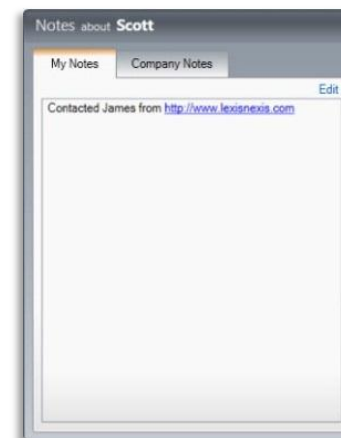 Notes about Scott
My Notes Company Notes
Edit
Contacted James from http://www.lexisnexis.com